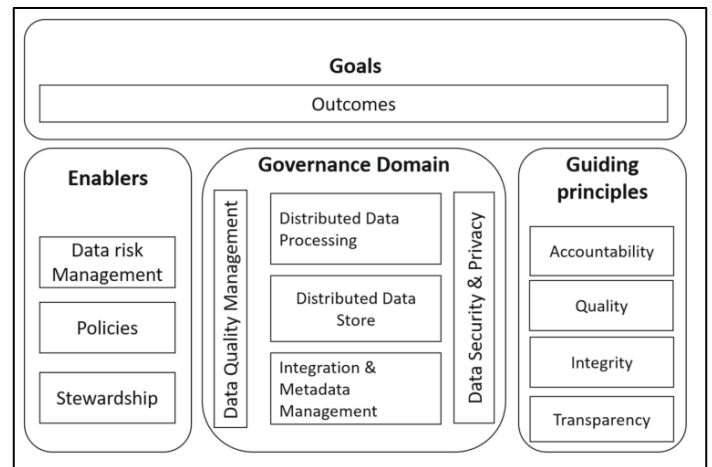 Goals
Outcomes
Enablers
Data risk
Management
Policies
Stewardship
Governance Domain
Data Quality Management
Distributed Data
Processing
Distributed Data
Store
Integration &
Metadata
Management
Data Security & Privacy
Guiding
principles
Accountability
Quality
Integrity
Transparency